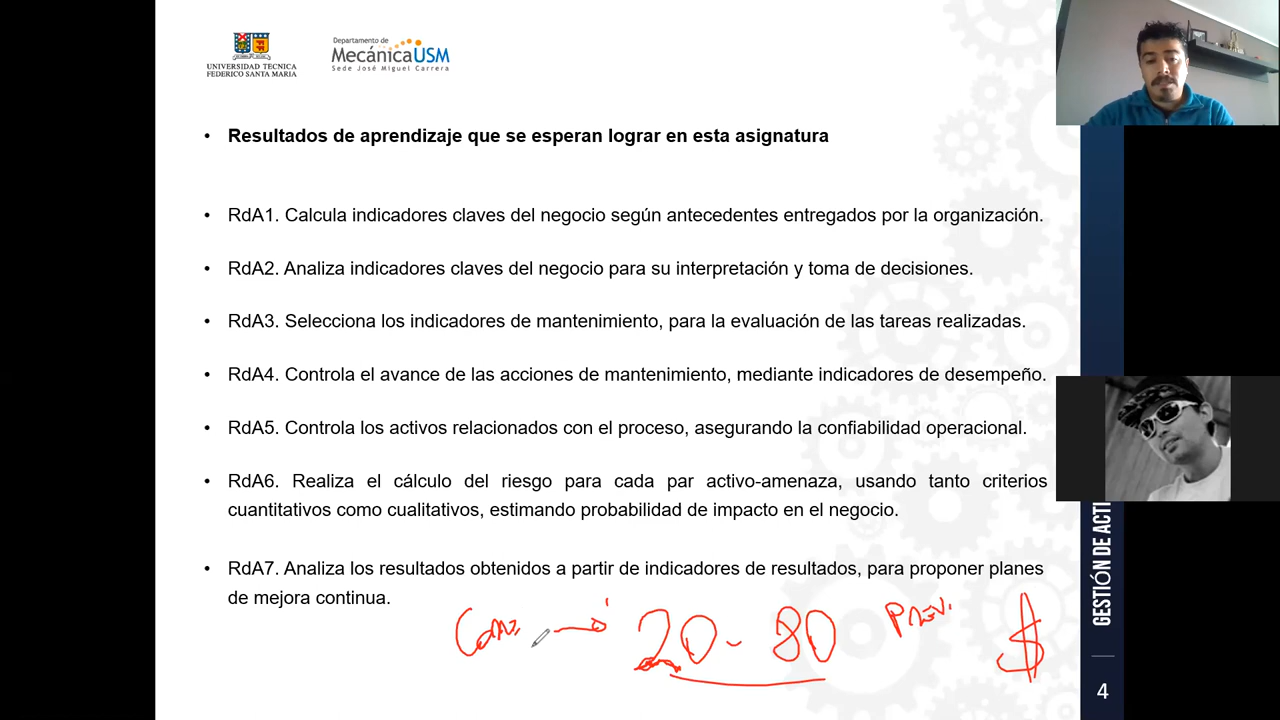 UNIVERSIDAD TECNICA
FEDERICO SANTA MARIA
Departamento de
MecánicaUSM
Sede José Miguel Carrera
• Resultados de aprendizaje que se esperan lograr en esta asignatura
• RdA1. Calcula indicadores claves del negocio según antecedentes entregados por la organización.
• RdA2. Analiza indicadores claves del negocio para su interpretación y toma de decisiones.
• RdA3. Selecciona los indicadores de mantenimiento, para la evaluación de las tareas realizadas.
• RdA4. Controla el avance de las acciones de mantenimiento, mediante indicadores de desempeño.
• RdA5. Controla los activos relacionados con el proceso, asegurando la confiabilidad operacional.
• RdA6. Realiza el cálculo del riesgo para cada par activo-amenaza, usando tanto criterios
cuantitativos como cualitativos, estimando probabilidad de impacto en el negocio.
• RdA7. Analiza los resultados obtenidos a partir de indicadores de resultados, para proponer planes
de mejora continua.
20 - 80 Prev. $
GESTIÓN DE ACTI
4